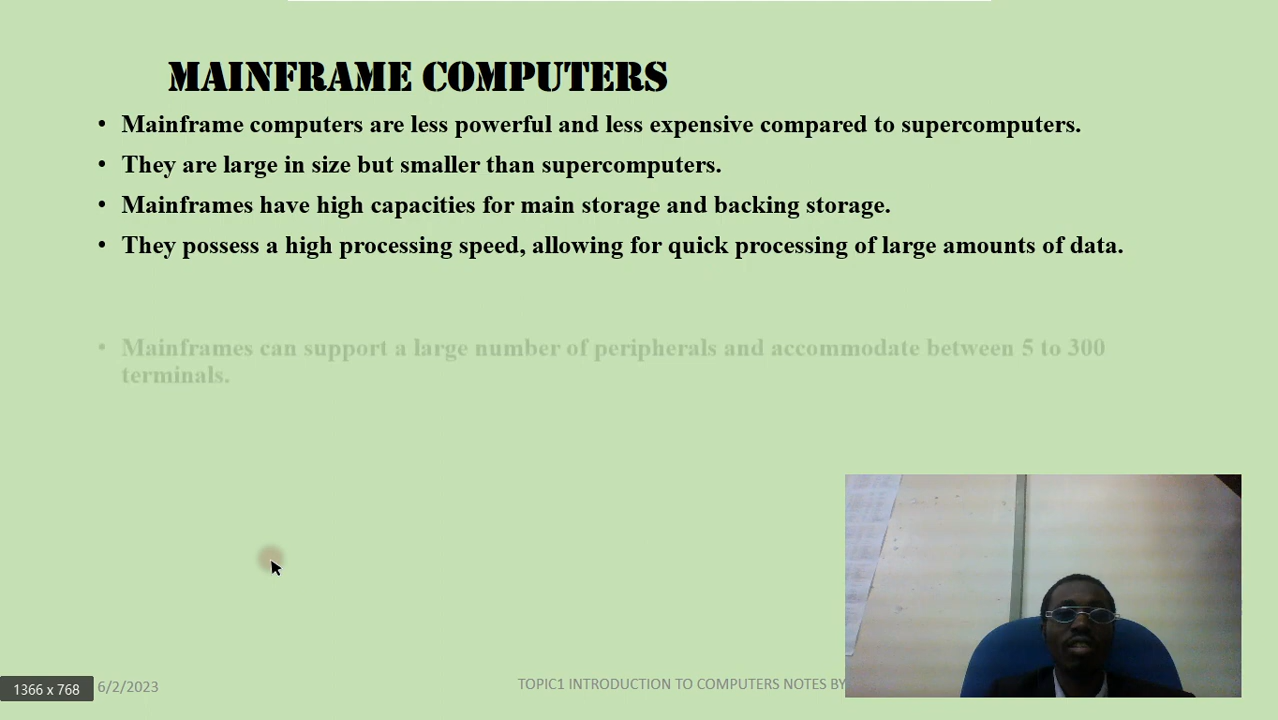 MAINFRAME COMPUTERS
• Mainframe computers are less powerful and less expensive compared to supercomputers.
• They are large in size but smaller than supercomputers.
• Mainframes have high capacities for main storage and backing storage.
• They possess a high processing speed, allowing for quick processing of large amounts of data.
• Mainframes can support a large number of peripherals and accommodate between 5 to 300
terminals.
1366 x 768 6/2/2023 TOPIC1 INTRODUCTION TO COMPUTERS NOTES BY